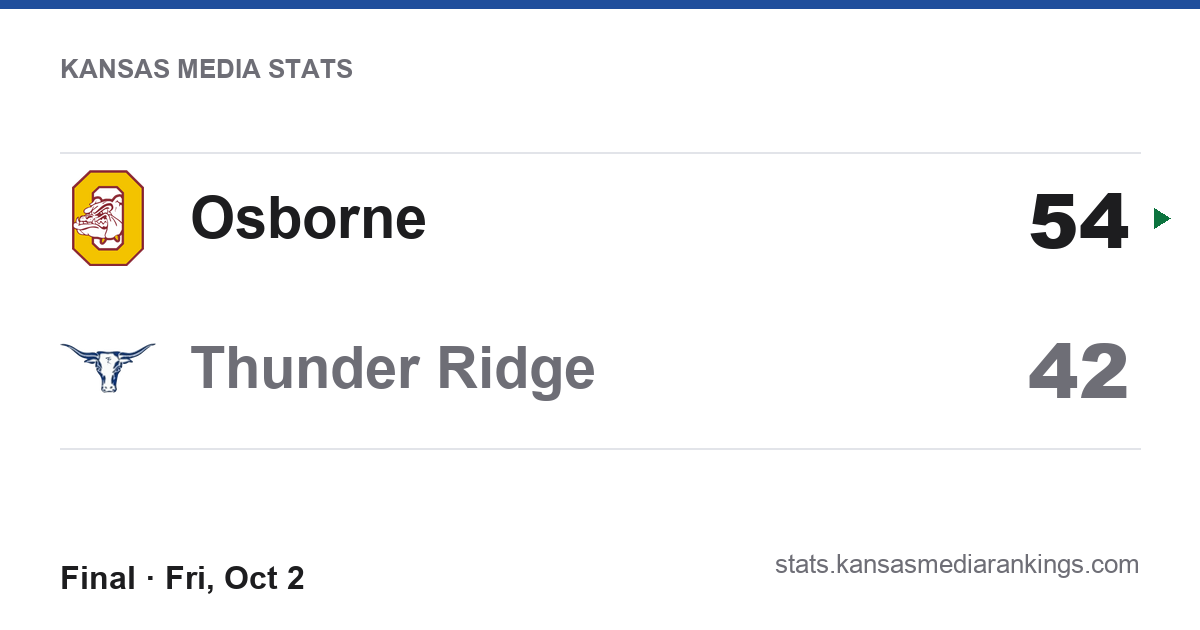 KANSAS MEDIA STATS
Osborne 54
Thunder Ridge 42
Final · Fri, Oct 2
stats.kansasmediarankings.com